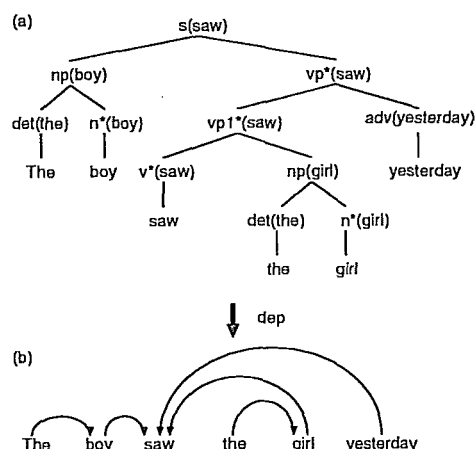 (a) s(saw)
np(boy) vp*(saw)
det(the) n*(boy) vp1*(saw) adv(yesterday)
The boy v*(saw) np(girl) yesterday
saw det(the) n*(girl)
the girl
dep
(b)
The boy saw the girl yesterday